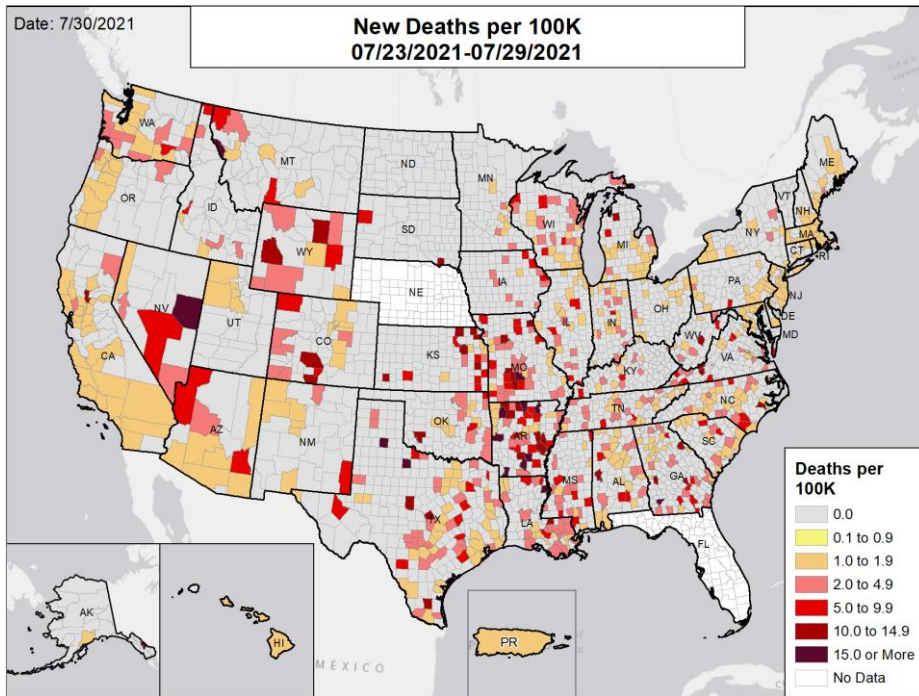 Date: 7/30/2021
New Deaths per 100K
07/23/2021-07/29/2021
WA
MT
ND
MN
ME
OR
ID
SD
WI
MI
VT
NH
NY
MA
CT
RI
WY
IA
NE
PA
NJ
NV
UT
CO
IL
IN
OH
DE
MD
CA
KS
MO
WV
VA
KY
AZ
NM
OK
AR
TN
NC
SC
MS
AL
GA
TX
LA
FL
AK
HI
PR
MÉXICO
Deaths per
100K
0.0
0.1 to 0.9
1.0 to 1.9
2.0 to 4.9
5.0 to 9.9
10.0 to 14.9
15.0 or More
No Data